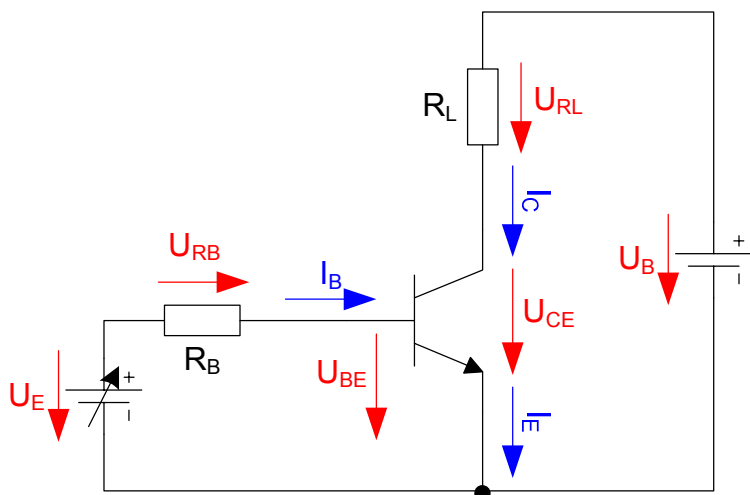 R_L
U_RL
I_C
U_RB
I_B
U_B
+
−
U_CE
R_B
U_BE
U_E
+
−
I_E